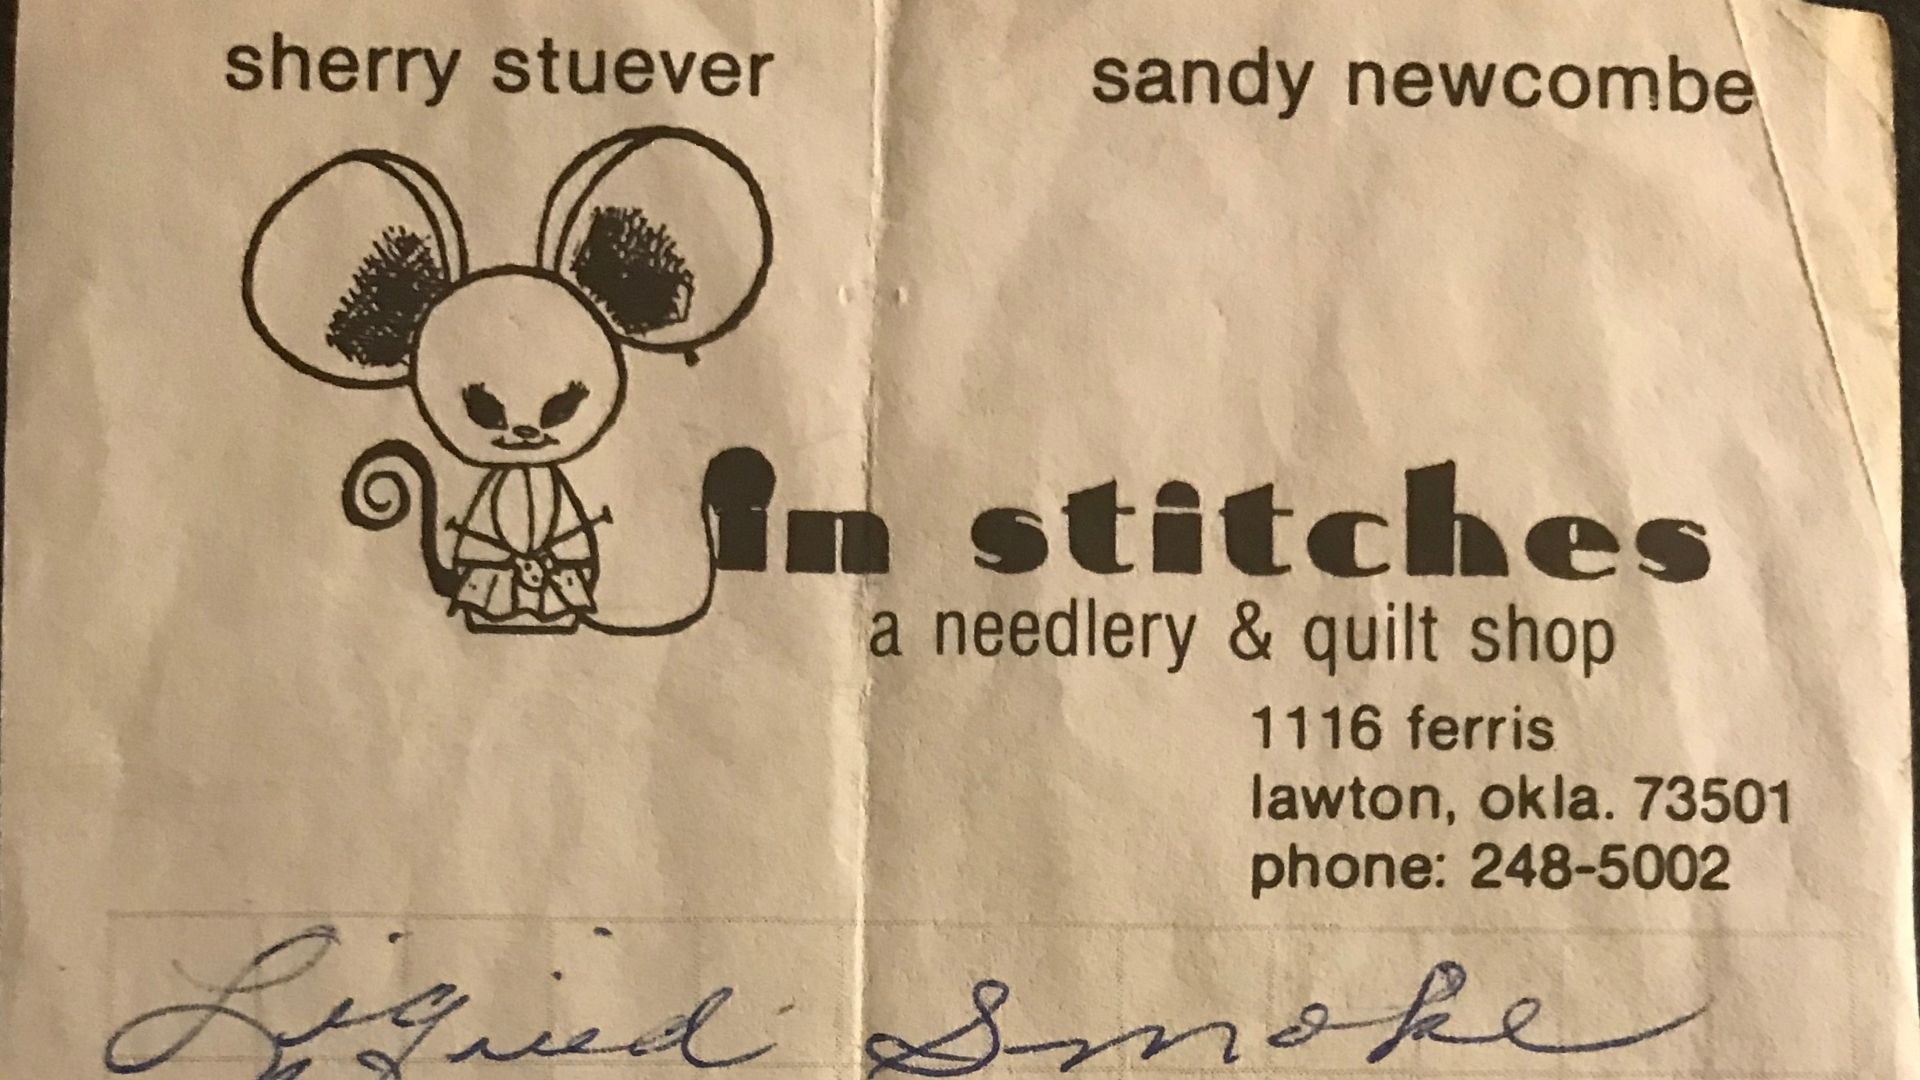 sherry stuever sandy newcombe
in stitches
a needlery & quilt shop
1116 ferris
lawton, okla. 73501
phone: 248-5002
Liquid Smoke